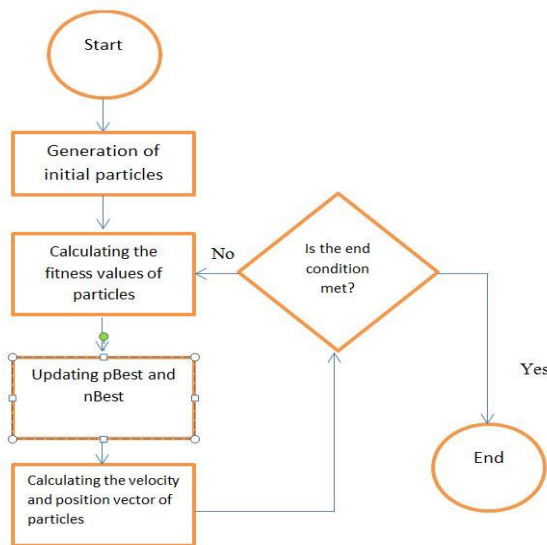 Start
Generation of
initial particles
Calculating the
fitness values of
particles
No
Is the end
condition
met?
Updating pBest and
nBest
Yes
Calculating the velocity
and position vector of
particles
End